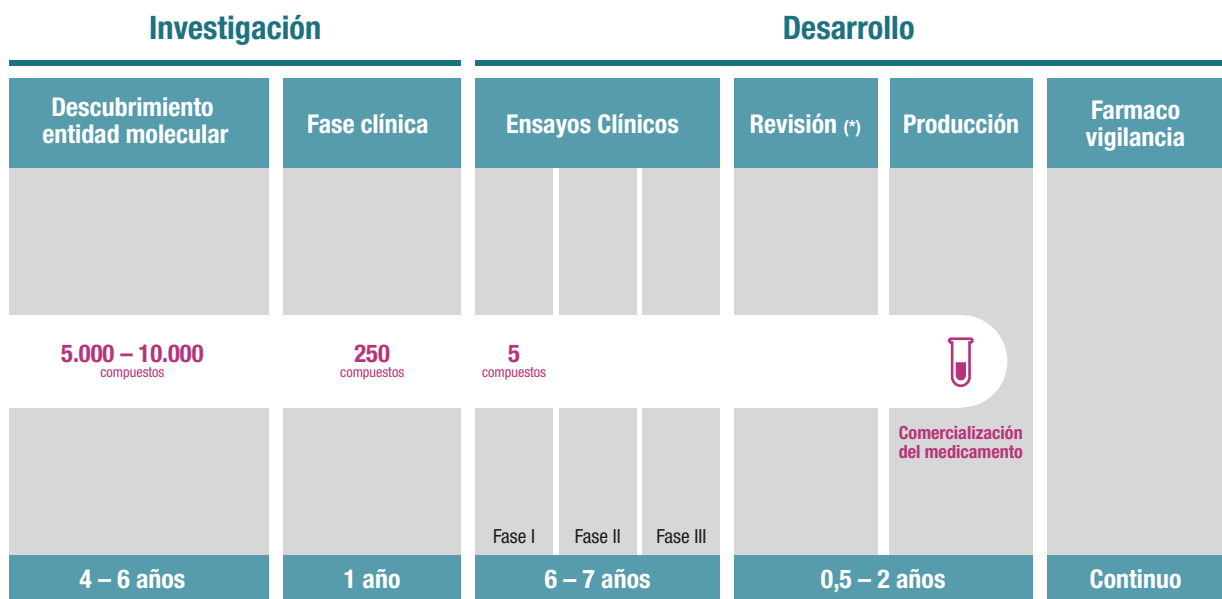 Investigación
Desarrollo
Descubrimiento
entidad molecular
Fase clínica
Ensayos Clínicos
Revisión (*)
Producción
Farmaco
vigilancia
5.000 – 10.000
compuestos
250
compuestos
5
compuestos
Comercialización
del medicamento
Fase I
Fase II
Fase III
4 – 6 años
1 año
6 – 7 años
0,5 – 2 años
Continuo